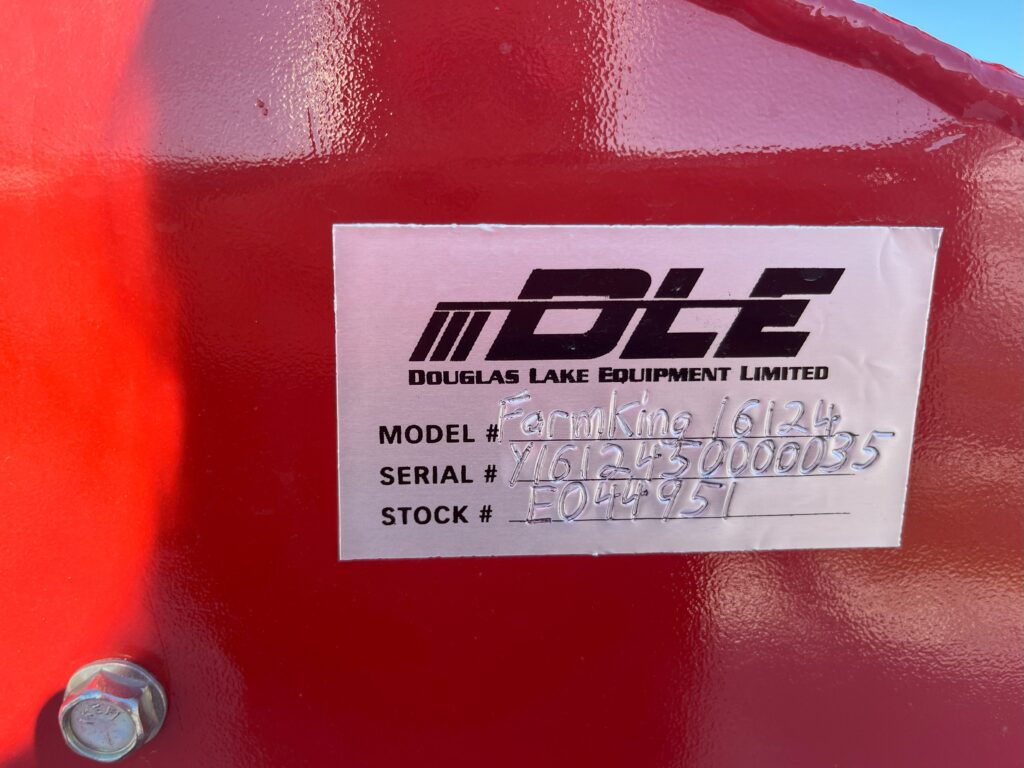 DLE
DOUGLAS LAKE EQUIPMENT LIMITED
MODEL # FarmKing 16124
SERIAL # Y1612450000035
STOCK # E044951